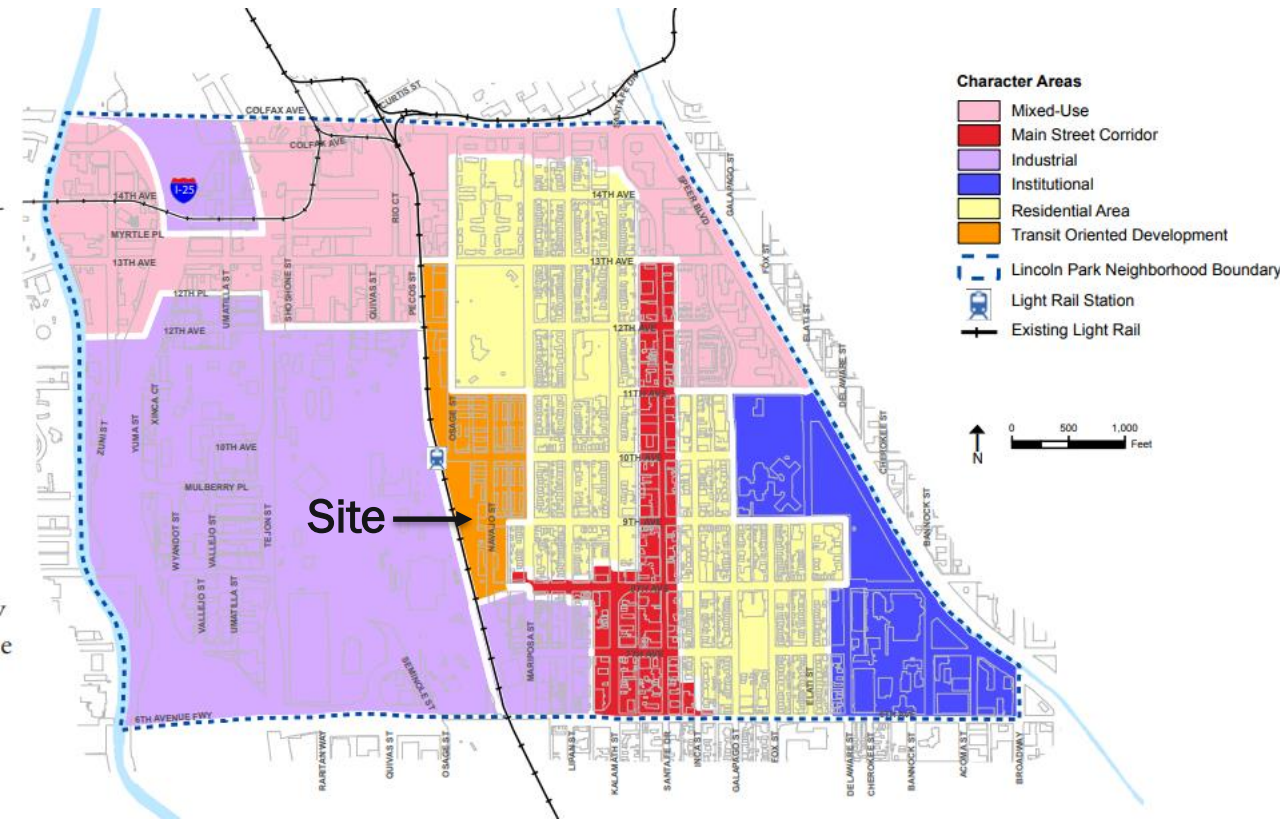 Character Areas
Mixed-Use
Main Street Corridor
Industrial
Institutional
Residential Area
Transit Oriented Development
Lincoln Park Neighborhood Boundary
Light Rail Station
Existing Light Rail
N
0 500 1,000
Feet
CURTIS ST
COLFAX AVE
COLFAX AVE
SANTA FE DR
I-25
14TH AVE
14TH AVE
SPEER BLVD
GALAPAGO ST
RIO CT
MYRTLE PL
13TH AVE
13TH AVE
FOX ST
12TH PL
UMATILLA ST
SHOSHONE ST
QUIVAS ST
PECOS ST
12TH AVE
12TH AVE
ELATI ST
DELAWARE ST
11TH AVE
XINCA CT
YUMA ST
ZUNI ST
OSAGE ST
CHEROKEE ST
10TH AVE
10TH AVE
MULBERRY PL
Site
WYANDOT ST
VALLEJO ST
TEJON ST
NAVAJO ST
9TH AVE
BANNOCK ST
VALLEJO ST
UMATILLA ST
y
e
MARIPOSA ST
SEMINOLE ST
ELATI ST
6TH AVENUE FWY
RARITAN WAY
QUIVAS ST
OSAGE ST
LIPAN ST
KALAMATH ST
SANTA FE DR
INCA ST
GALAPAGO ST
FOX ST
DELAWARE ST
CHEROKEE ST
BANNOCK ST
ACOMA ST
BROADWAY